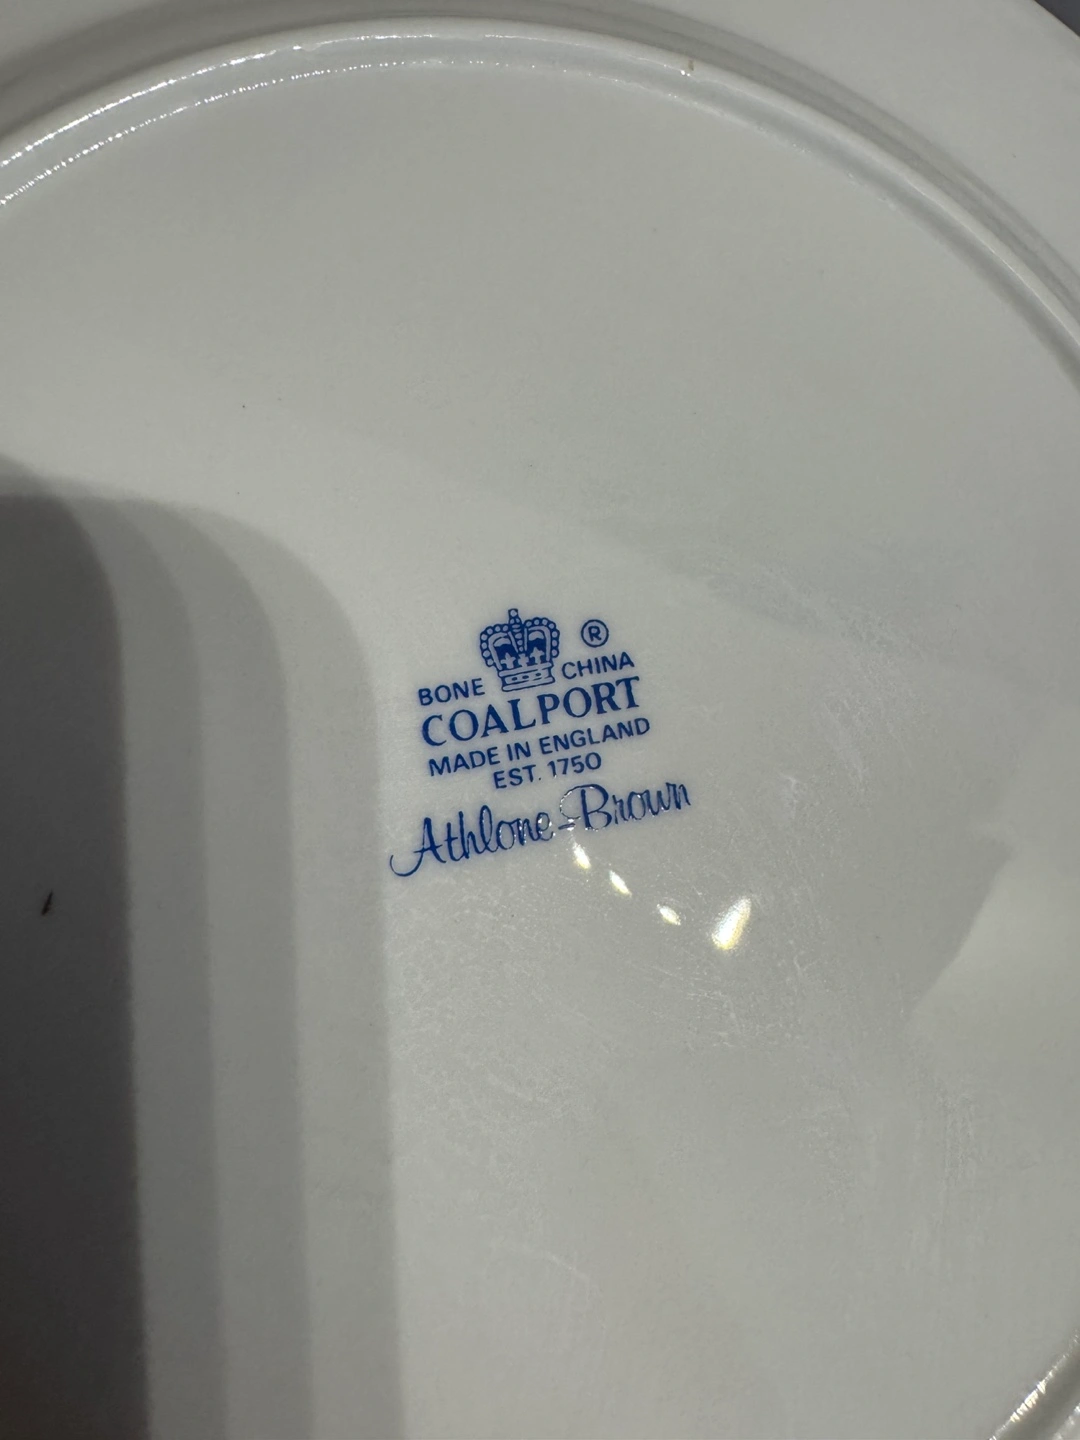 ®
BONE CHINA
COALPORT
MADE IN ENGLAND
EST. 1750
Athlone-Brown